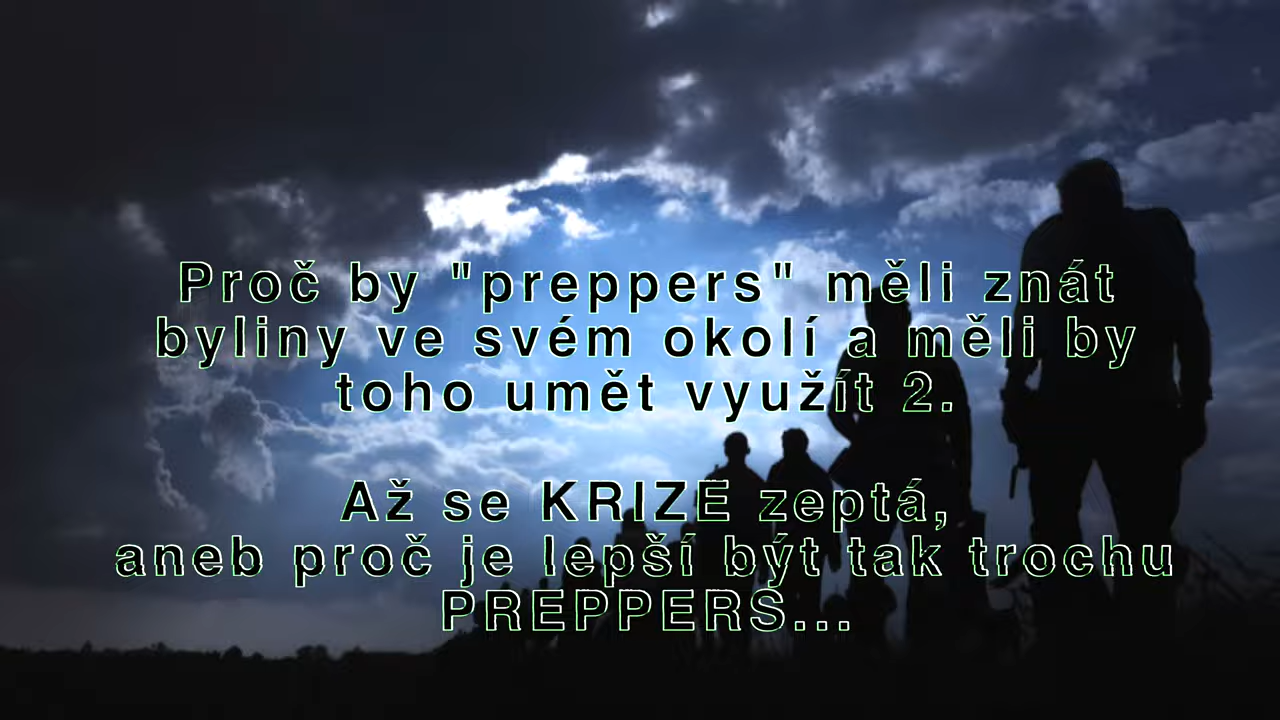 Proč by "preppers" měli znát
byliny ve svém okolí a měli by
toho umět využít 2.
Až se KRIZE zeptá,
aneb proč je lepší být tak trochu
PREPPERS...